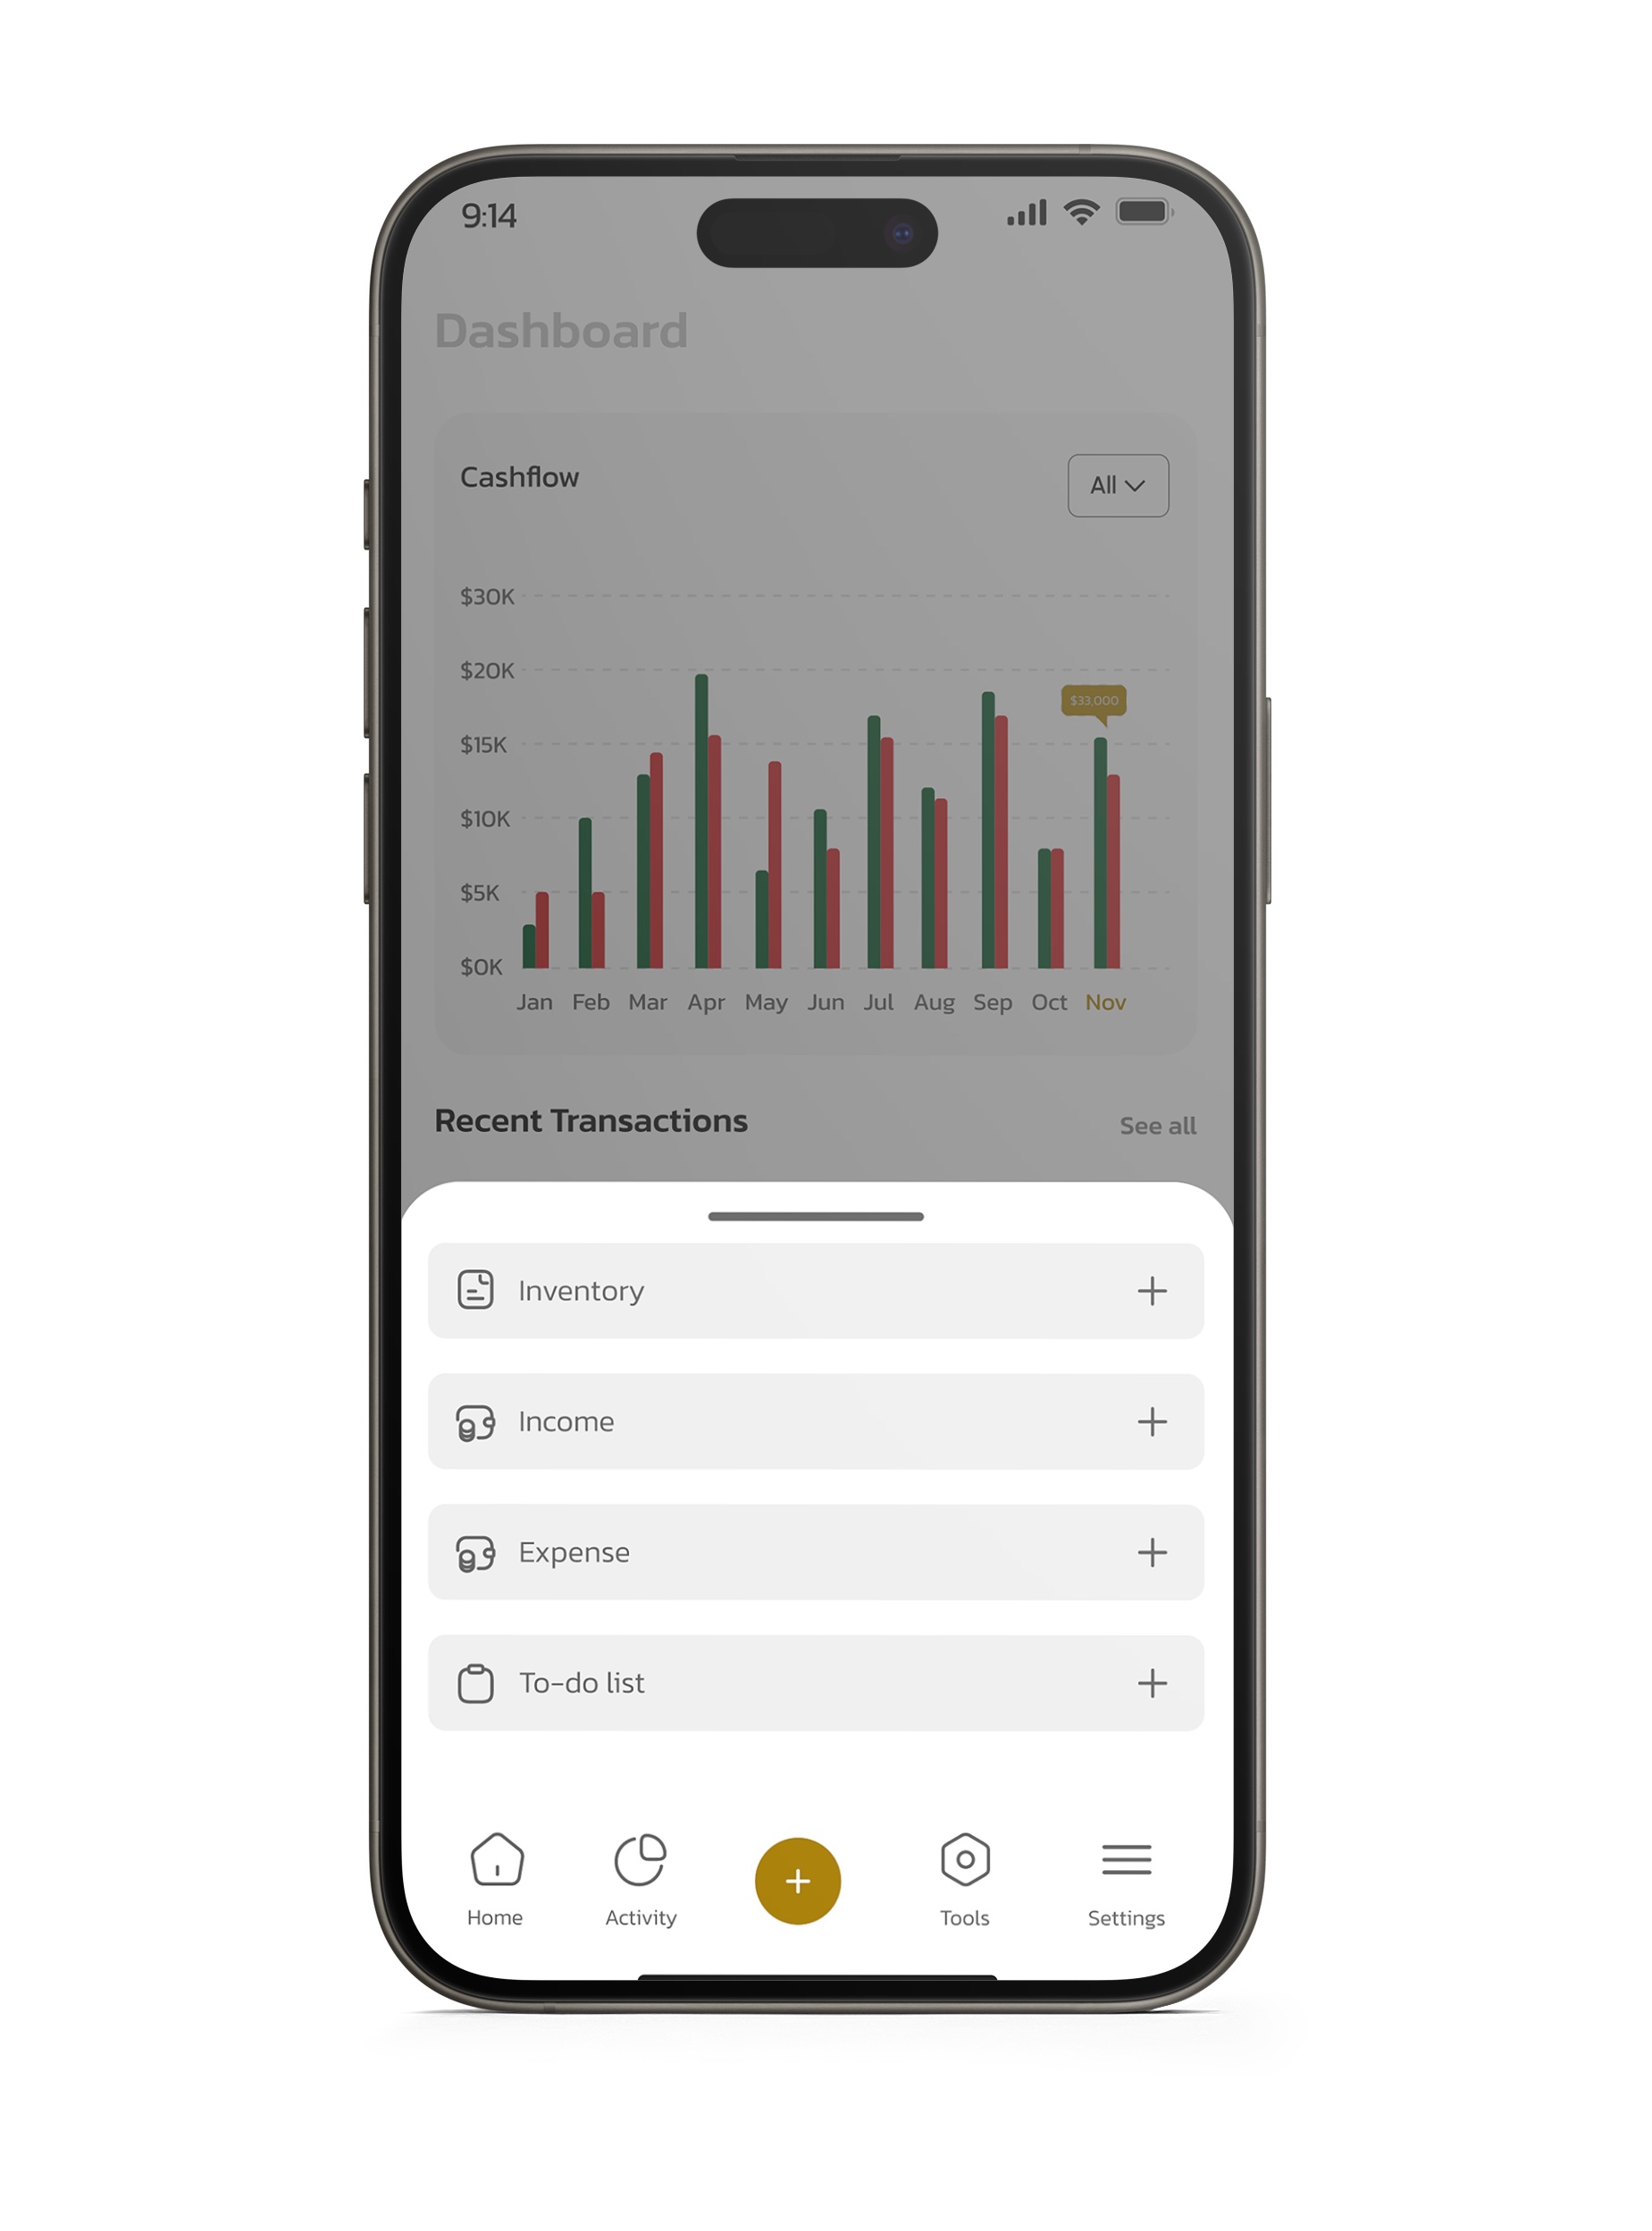 9:14
Dashboard
Cashflow
All
$30K
$20K
$33,000
$15K
$10K
$5K
$0K
Jan Feb Mar Apr May Jun Jul Aug Sep Oct Nov
Recent Transactions See all
Inventory
Income
Expense
To-do list
Home Activity Tools Settings